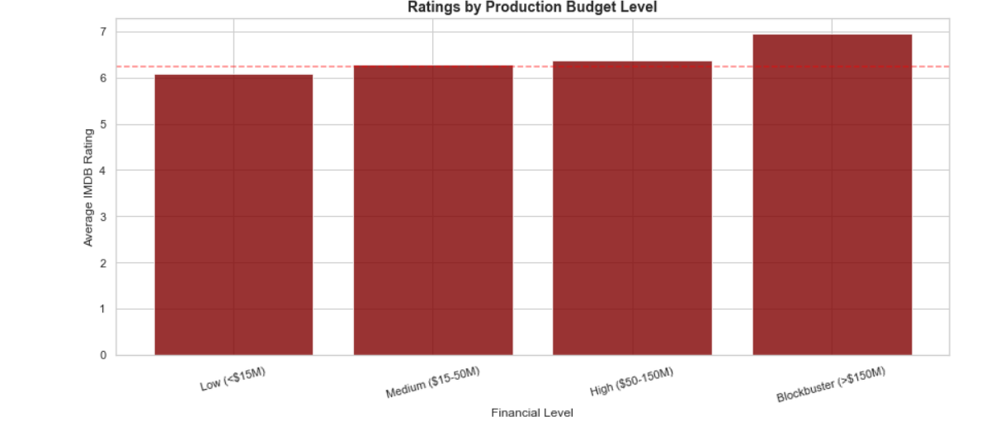 Ratings by Production Budget Level
7
6
5
4
3
2
1
0
Average IMDB Rating
Low (<$15M)
Medium ($15-50M)
High ($50-150M)
Blockbuster (>$150M)
Financial Level